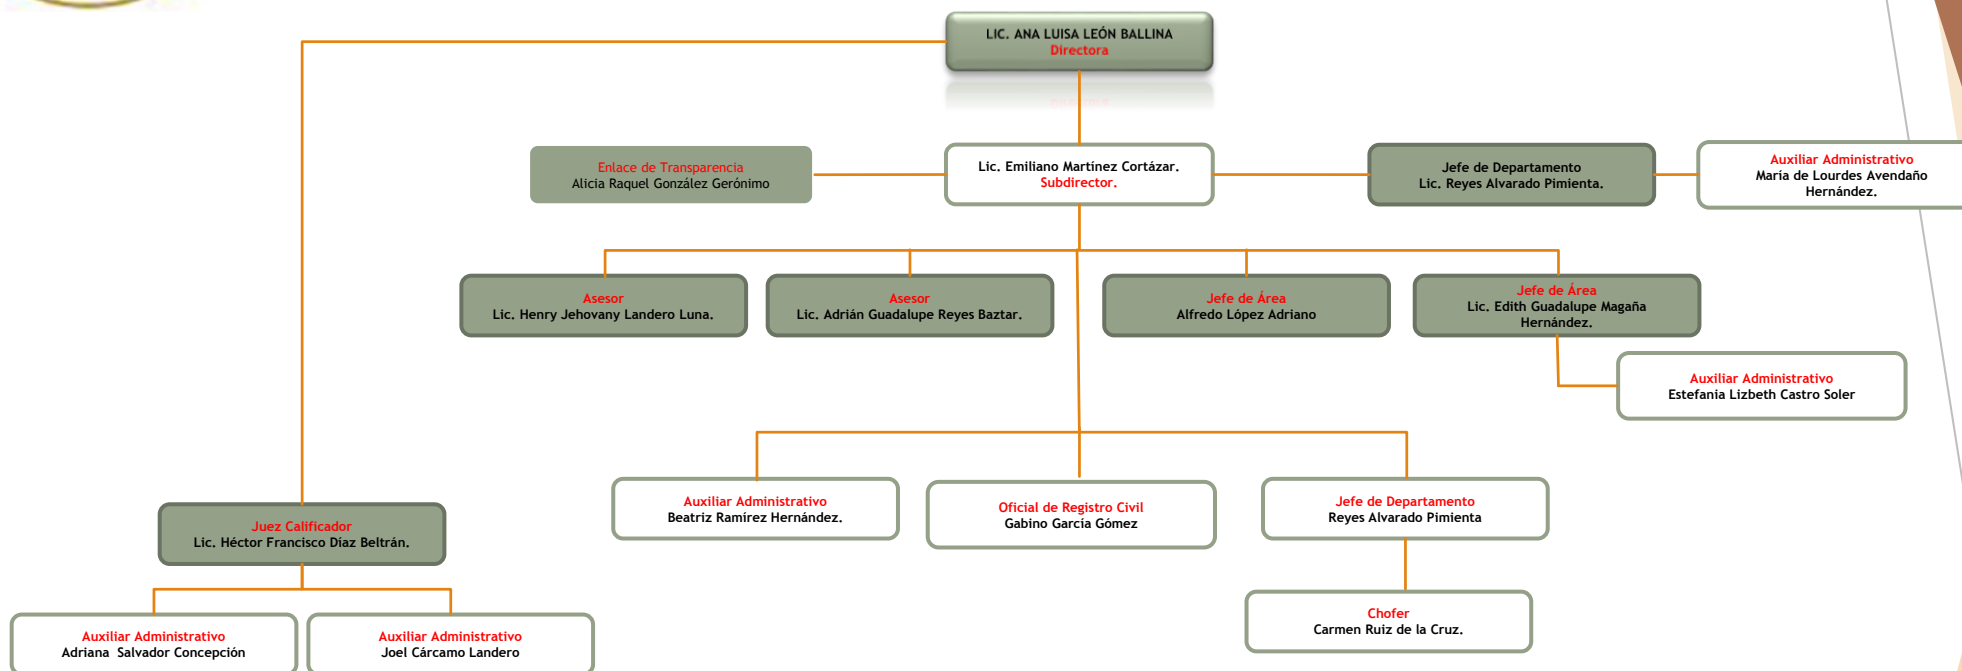 LIC. ANA LUISA LEÓN BALLINA
Directora
Enlace de Transparencia
Alicia Raquel González Gerónimo
Lic. Emiliano Martínez Cortázar.
Subdirector.
Jefe de Departamento
Lic. Reyes Alvarado Pimienta.
Auxiliar Administrativo
María de Lourdes Avendaño
Hernández.
Asesor
Lic. Henry Jehovany Landero Luna.
Asesor
Lic. Adrián Guadalupe Reyes Baztar.
Jefe de Área
Alfredo López Adriano
Jefe de Área
Lic. Edith Guadalupe Magaña
Hernández.
Auxiliar Administrativo
Estefania Lizbeth Castro Soler
Auxiliar Administrativo
Beatriz Ramírez Hernández.
Oficial de Registro Civil
Gabino García Gómez
Jefe de Departamento
Reyes Alvarado Pimienta
Juez Calificador
Lic. Héctor Francisco Díaz Beltrán.
Chofer
Carmen Ruiz de la Cruz.
Auxiliar Administrativo
Adriana  Salvador Concepción
Auxiliar Administrativo
Joel Cárcamo Landero